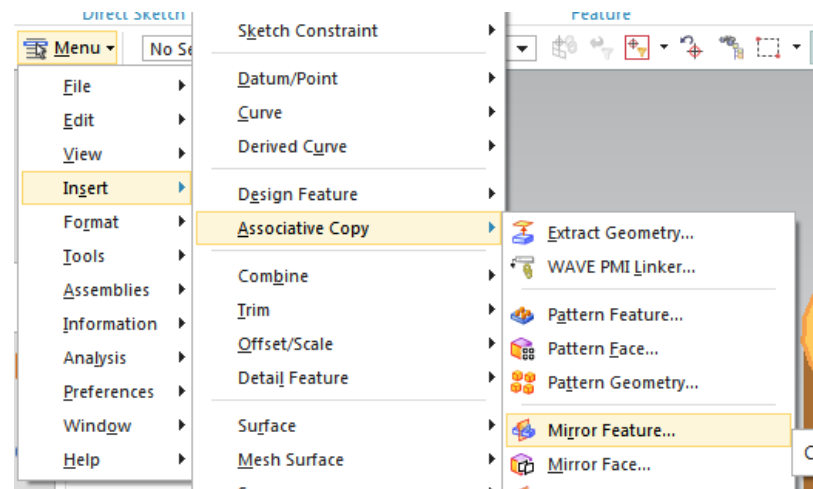 Direct Sketch
Feature
Menu
No Se
File
Edit
View
Insert
Format
Tools
Assemblies
Information
Analysis
Preferences
Window
Help
Sketch Constraint
Datum/Point
Curve
Derived Curve
Design Feature
Associative Copy
Combine
Trim
Offset/Scale
Detail Feature
Surface
Mesh Surface
Extract Geometry...
WAVE PMI Linker...
Pattern Feature...
Pattern Face...
Pattern Geometry...
Mirror Feature...
Mirror Face...